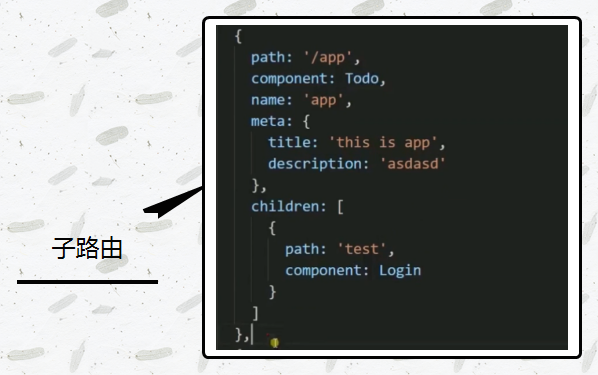 子路由
{
path: '/app',
component: Todo,
name: 'app',
meta: {
title: 'this is app',
description: 'asdasd'
},
children: [
{
path: 'test',
component: Login
}
]
},